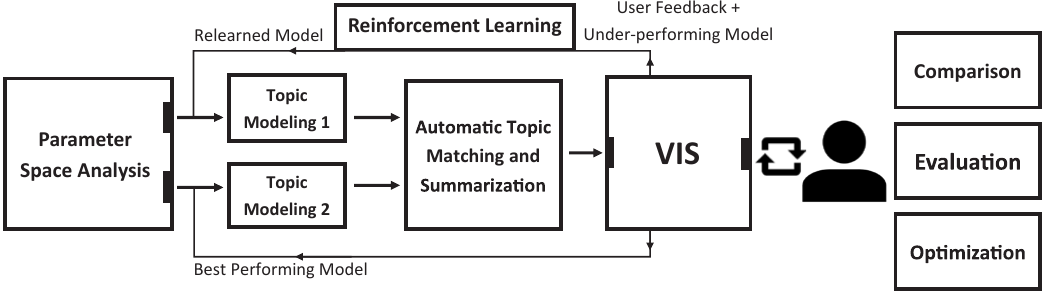 User Feedback +
Under-performing Model
Reinforcement Learning
Relearned Model
Parameter
Space Analysis
Topic
Modeling 1
Topic
Modeling 2
Automatic Topic
Matching and
Summarization
VIS
Best Performing Model
Comparison
Evaluation
Optimization